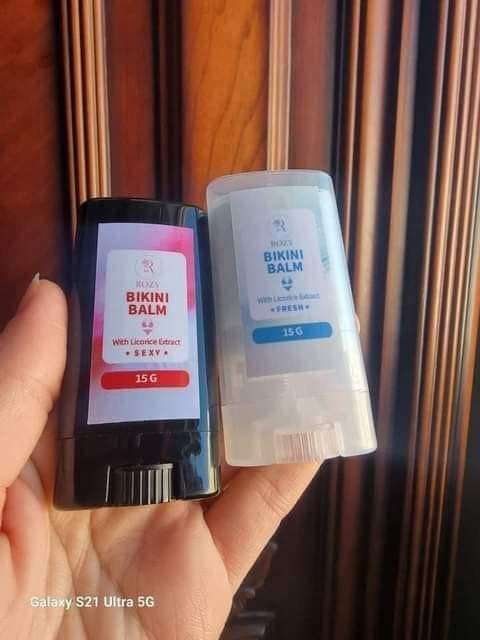 ROZY
BIKINI
BALM
With Licorice Extract
• SEXY •
15 G
ROZY
BIKINI
BALM
With Licorice Extract
• FRESH •
15 G
Galaxy S21 Ultra 5G